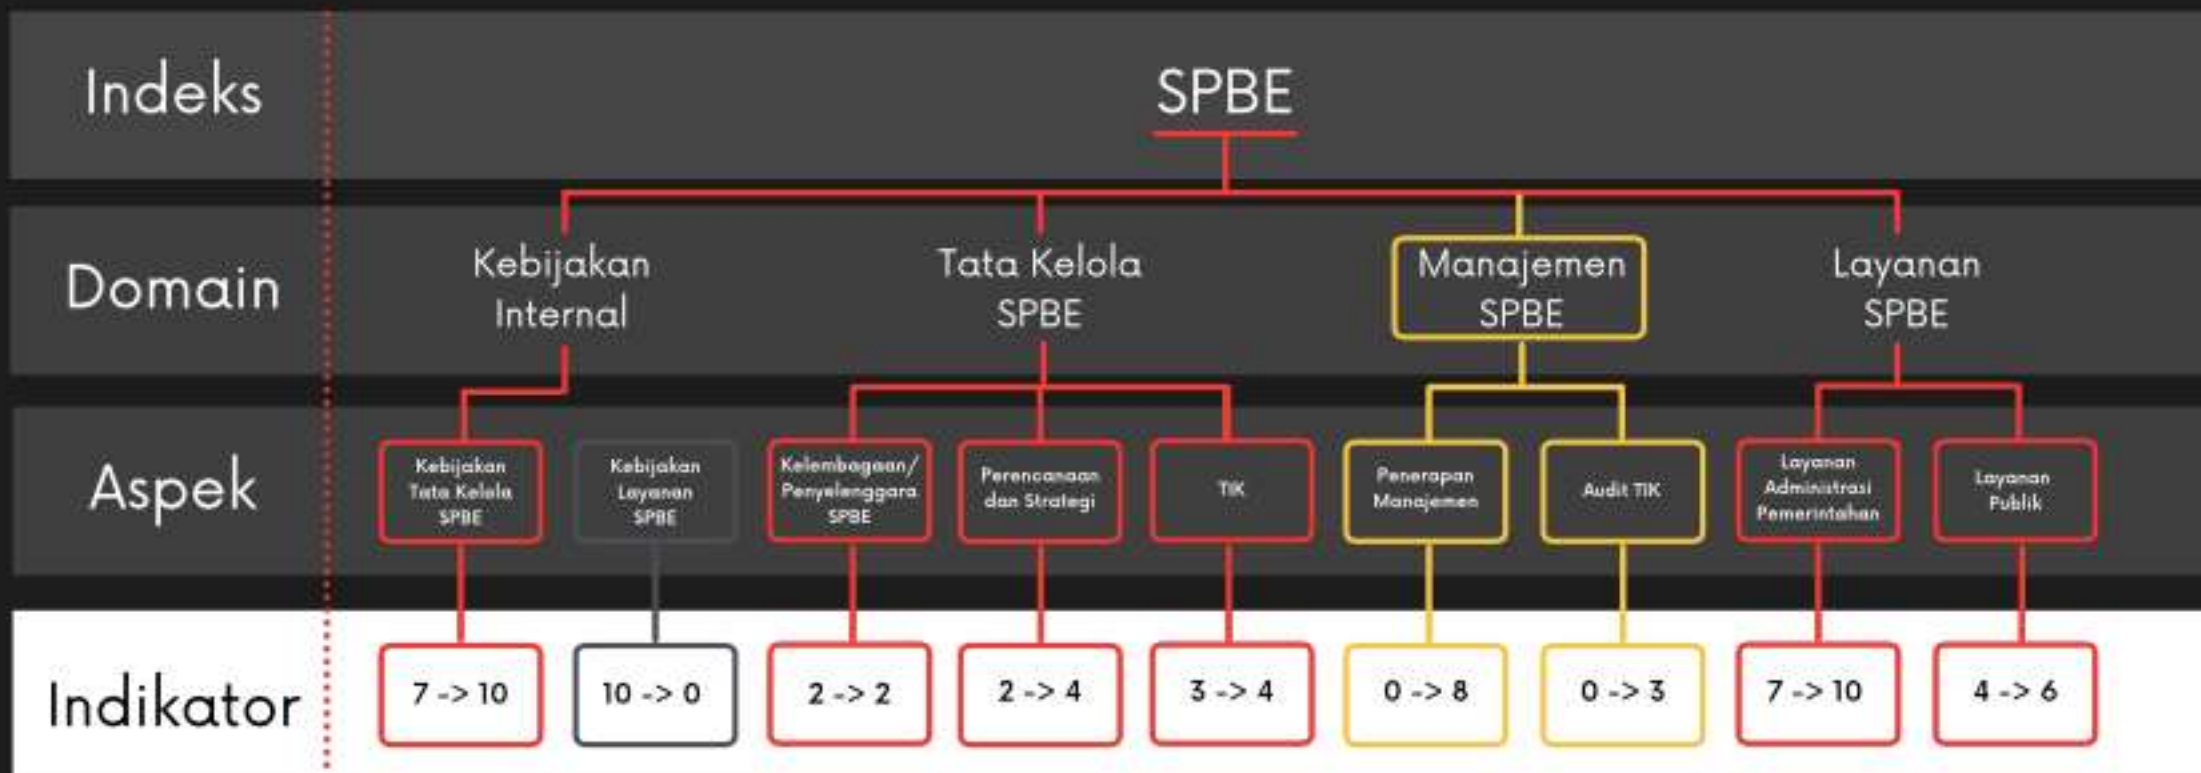 Indeks
SPBE
Domain
Kebijakan
Internal
Tata Kelola
SPBE
Manajemen
SPBE
Layanan
SPBE
Aspek
Kebijakan
Tata Kelola
SPBE
Kebijakan
Layanan
SPBE
Kelembagaan/
Penyelenggara
SPBE
Perencanaan
dan Strategi
TIK
Penerapan
Manajemen
Audit TIK
Layanan
Administrasi
Pemerintahan
Layanan
Publik
Indikator
7 -> 10
10 -> 0
2 -> 2
2 -> 4
3 -> 4
0 -> 8
0 -> 3
7 -> 10
4 -> 6